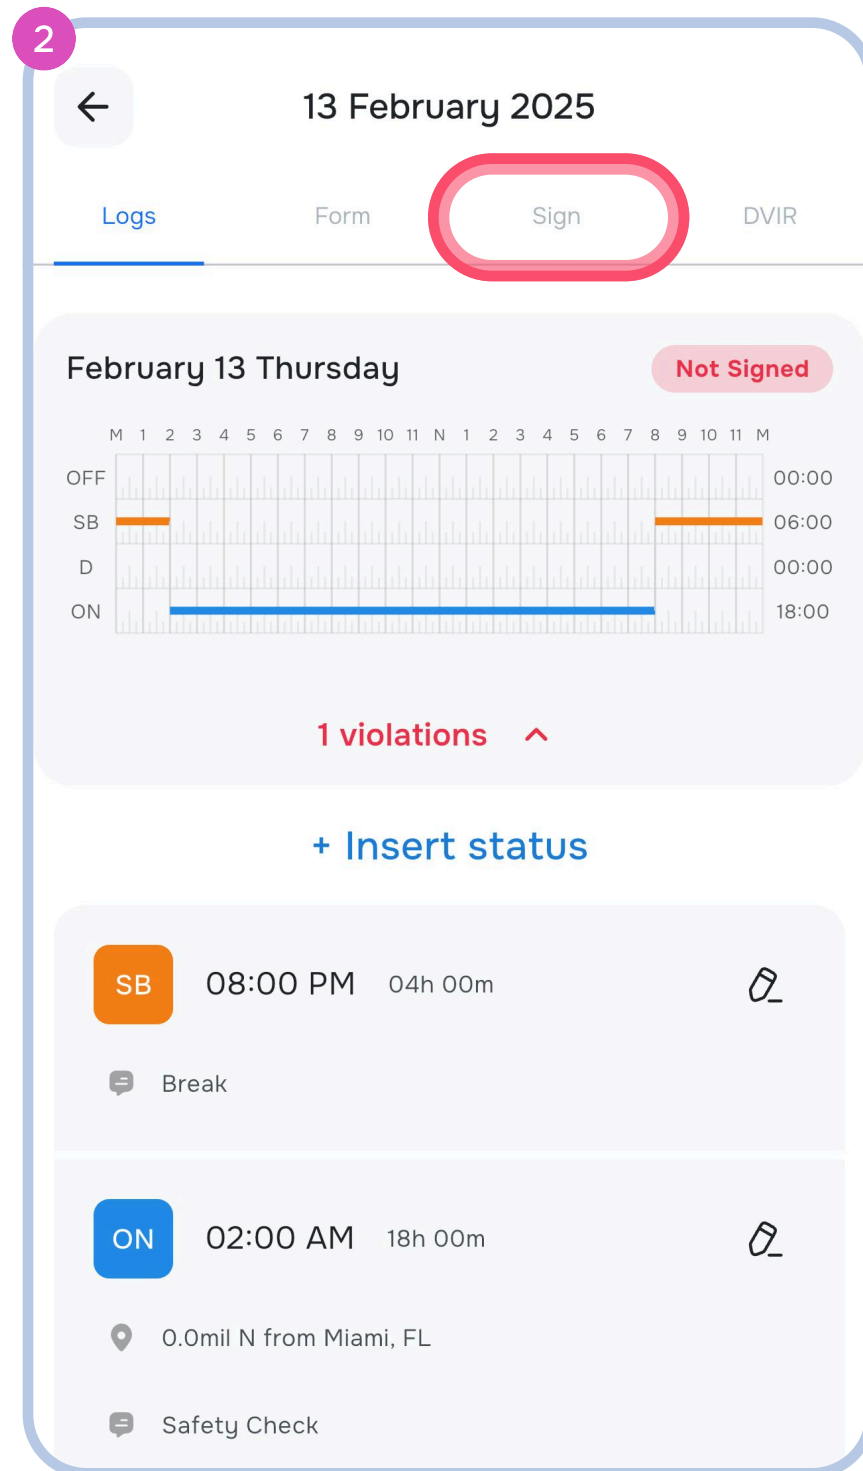 2
13 February 2025
Logs Form Sign DVIR
February 13 Thursday Not Signed
M 1 2 3 4 5 6 7 8 9 10 11 N 1 2 3 4 5 6 7 8 9 10 11 M
OFF 00:00
SB 06:00
D 00:00
ON 18:00
1 violations
+ Insert status
SB 08:00 PM 04h 00m
Break
ON 02:00 AM 18h 00m
0.0mil N from Miami, FL
Safety Check